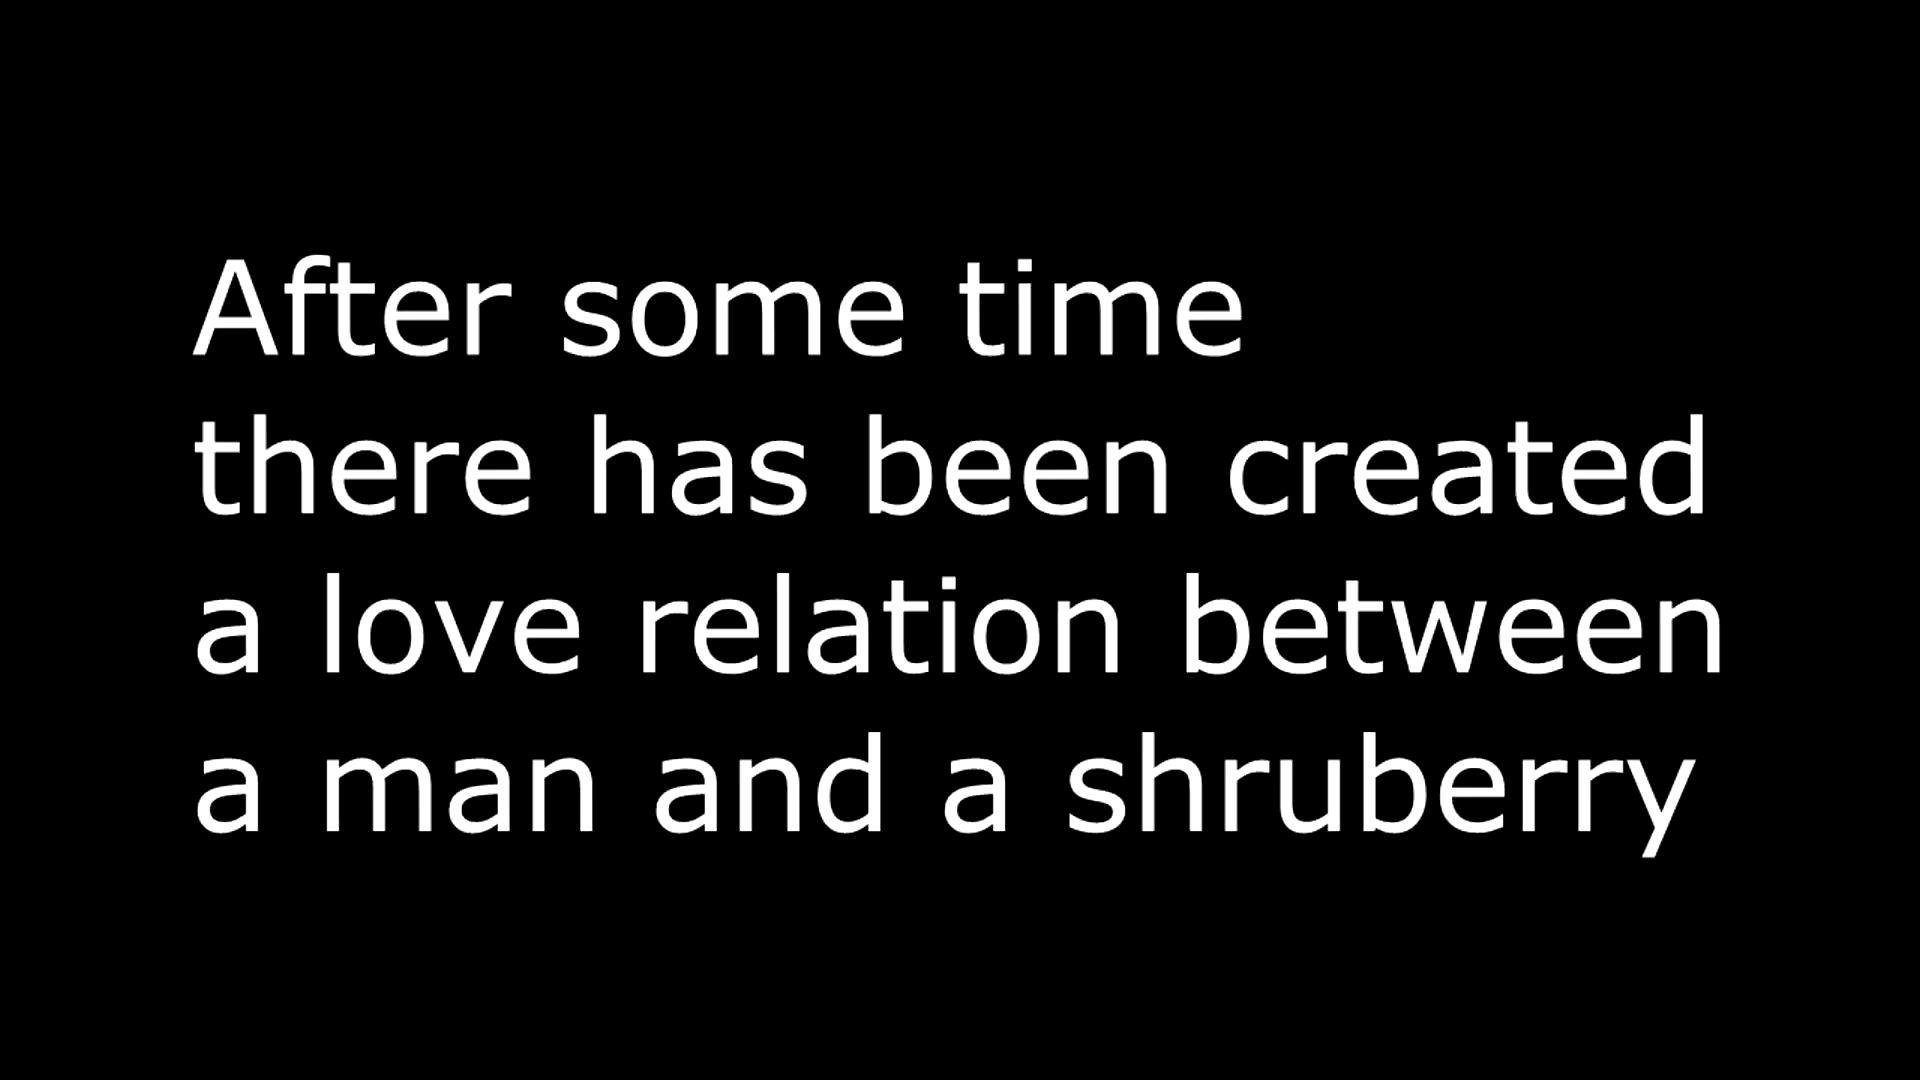 After some time
there has been created
a love relation between
a man and a shruberry